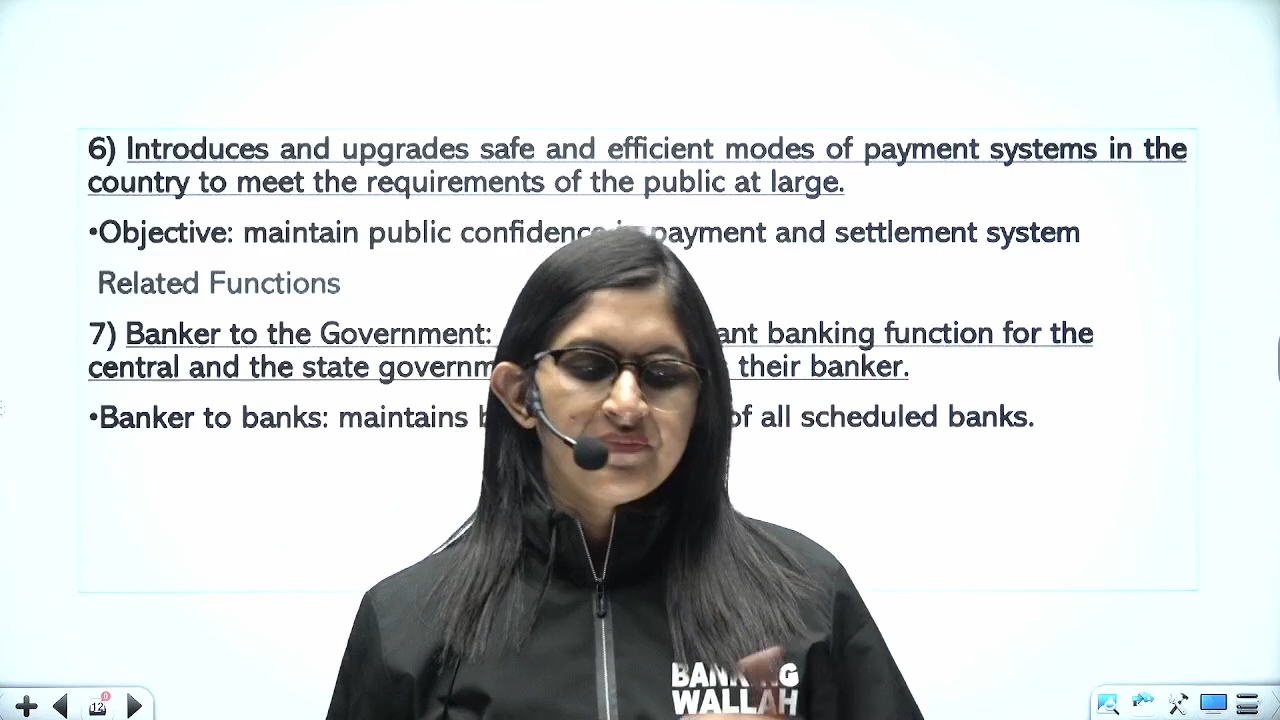 6) Introduces and upgrades safe and efficient modes of payment systems in the
country to meet the requirements of the public at large.
•Objective: maintain public confidence payment and settlement system
Related Functions
7) Banker to the Government: banking function for the
central and the state their banker.
•Banker to banks: maintains of all scheduled banks.
BANKING
WALLAH
12
0